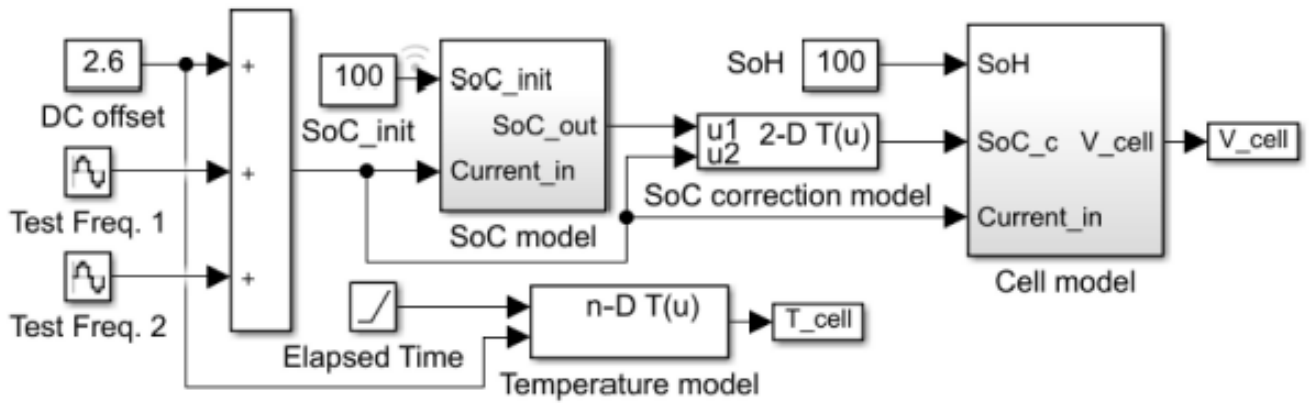 2.6
DC offset
+
+
+
Test Freq. 1
Test Freq. 2
100
SoC_init
SoC_init
SoC_out
Current_in
SoC model
u1
u2
2-D T(u)
SoC correction model
SoH
100
SoH
SoC_c
V_cell
Current_in
Cell model
V_cell
Elapsed Time
n-D T(u)
Temperature model
T_cell